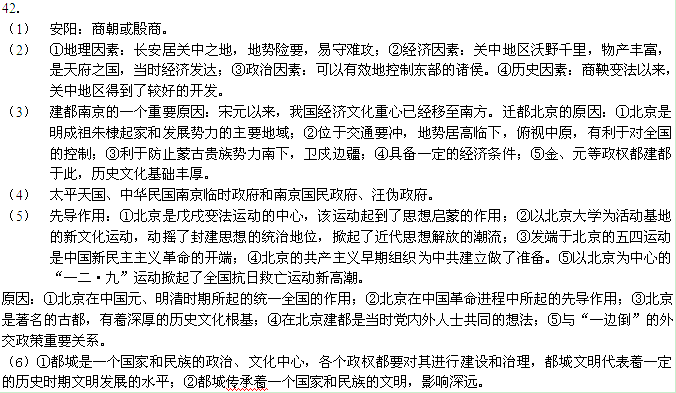 42.
（1） 安阳：商朝或殷商。
（2） ①地理因素：长安居关中之地，地势险要，易守难攻；②经济因素：关中地区沃野千里，物产丰富，
是天府之国，当时经济发达；③政治因素：可以有效地控制东部的诸侯。④历史因素：商鞅变法以来，
关中地区得到了较好的开发。
（3） 建都南京的一个重要原因：宋元以来，我国经济文化重心已经移至南方。迁都北京的原因：①北京是
明成祖朱棣起家和发展势力的主要地域；②位于交通要冲，地势居高临下，俯视中原，有利于对全国
的控制；③利于防止蒙古贵族势力南下，卫戍边疆；④具备一定的经济条件；⑤金、元等政权都建都
于此，历史文化基础丰厚。
（4） 太平天国、中华民国南京临时政府和南京国民政府、汪伪政府。
（5） 先导作用：①北京是戊戌变法运动的中心，该运动起到了思想启蒙的作用；②以北京大学为活动基地
的新文化运动，动摇了封建思想的统治地位，掀起了近代思想解放的潮流；③发端于北京的五四运动
是中国新民主主义革命的开端；④北京的共产主义早期组织为中共建立做了准备。⑤以北京为中心的
“一二·九”运动掀起了全国抗日救亡运动新高潮。
原因：①北京在中国元、明清时期所起的统一全国的作用；②北京在中国革命进程中所起的先导作用；③北京
是著名的古都，有着深厚的历史文化根基；④在北京建都是当时党内外人士共同的想法；⑤与“一边倒”的外
交政策重要关系。
（6）①都城是一个国家和民族的政治、文化中心，各个政权都要对其进行建设和治理，都城文明代表着一定
的历史时期文明发展的水平；②都城传承着一个国家和民族的文明，影响深远。